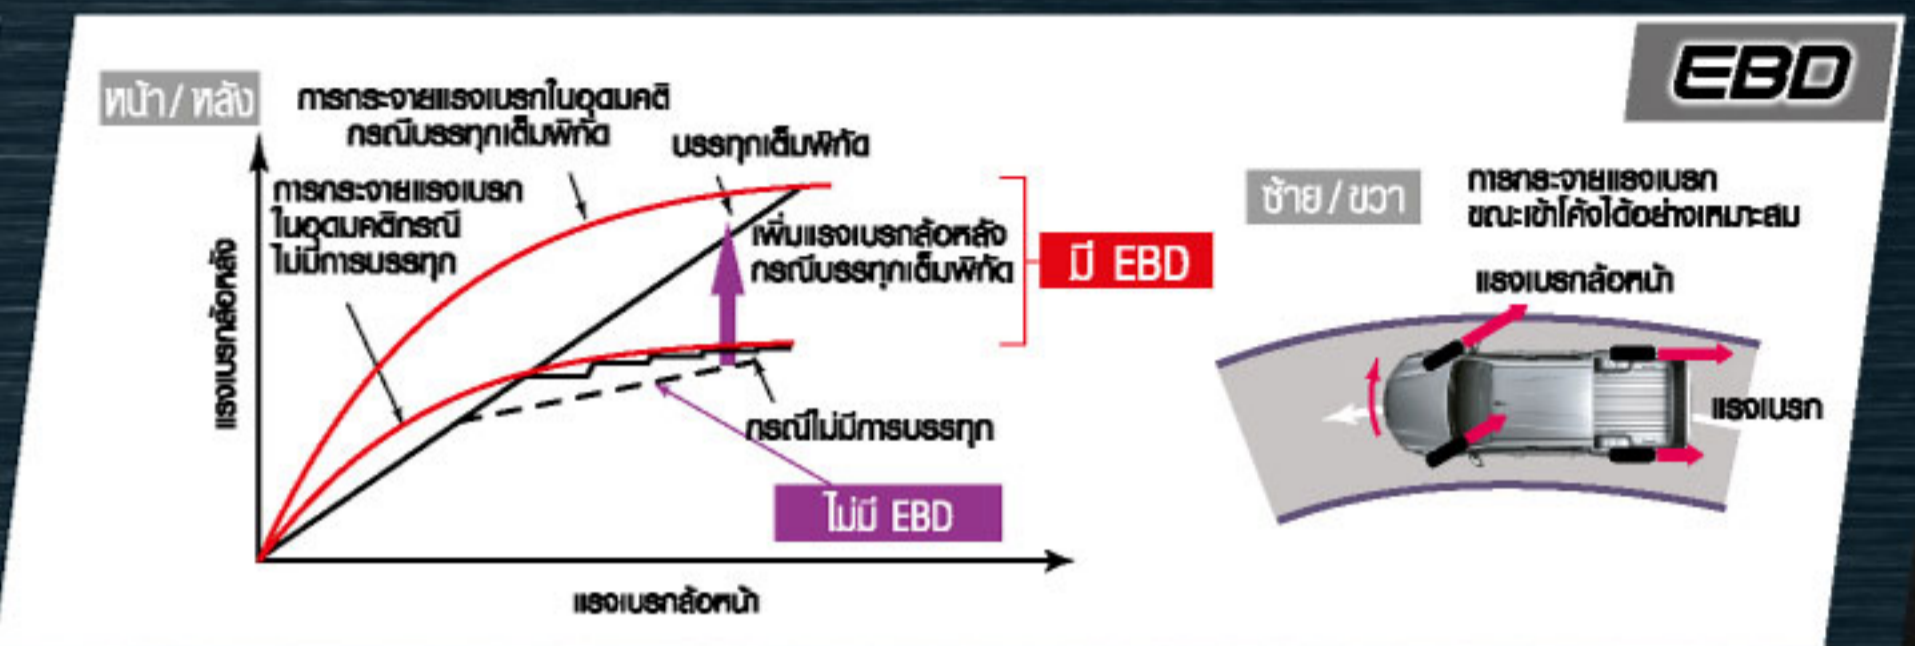 EBD
หน้า / หลัง
การกระจายแรงเบรกในอุดมคติ
กรณีบรรทุกเต็มพิกัด
บรรทุกเต็มพิกัด
การกระจายแรงเบรก
ในอุดมคติกรณี
ไม่มีการบรรทุก
เพิ่มแรงเบรกล้อหลัง
กรณีบรรทุกเต็มพิกัด
มี EBD
แรงเบรกล้อหลัง
กรณีไม่มีการบรรทุก
ไม่มี EBD
แรงเบรกล้อหน้า
ซ้าย / ขวา
การกระจายแรงเบรก
ขณะเข้าโค้งได้อย่างเหมาะสม
แรงเบรกล้อหน้า
แรงเบรก